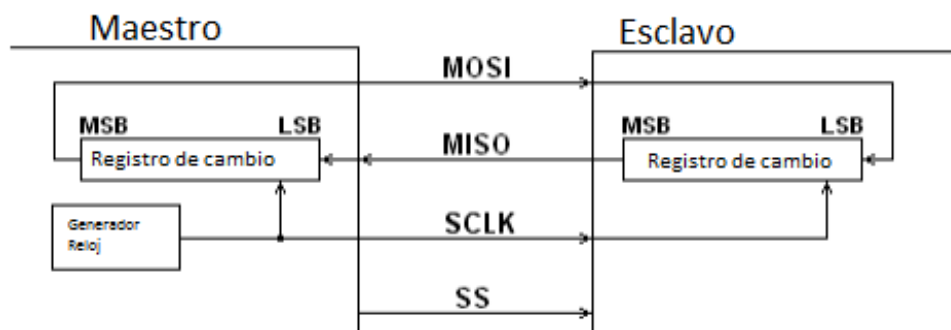 Maestro
Esclavo
MOSI
MSB LSB
MISO
MSB LSB
Registro de cambio
Registro de cambio
Generador
Reloj
SCLK
SS